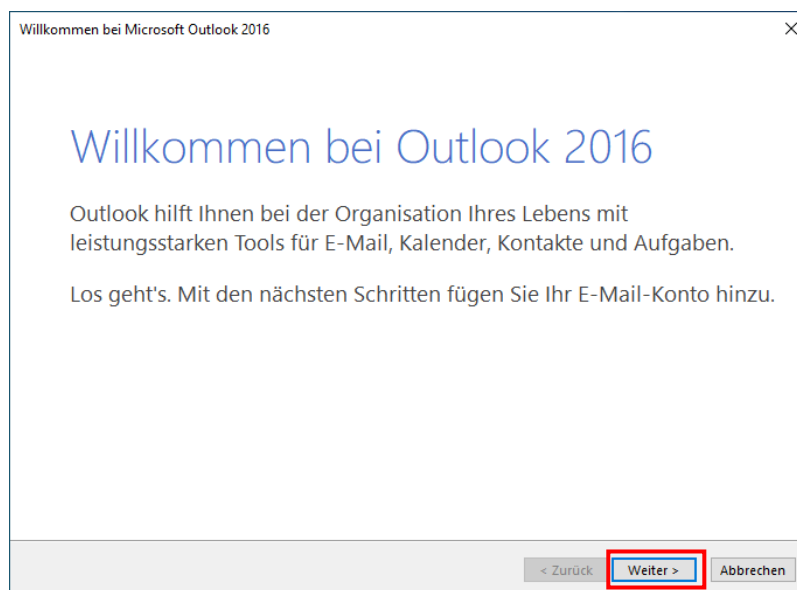 Willkommen bei Microsoft Outlook 2016
Willkommen bei Outlook 2016
Outlook hilft Ihnen bei der Organisation Ihres Lebens mit
leistungsstarken Tools für E-Mail, Kalender, Kontakte und Aufgaben.
Los geht's. Mit den nächsten Schritten fügen Sie Ihr E-Mail-Konto hinzu.
< Zurück Weiter > Abbrechen